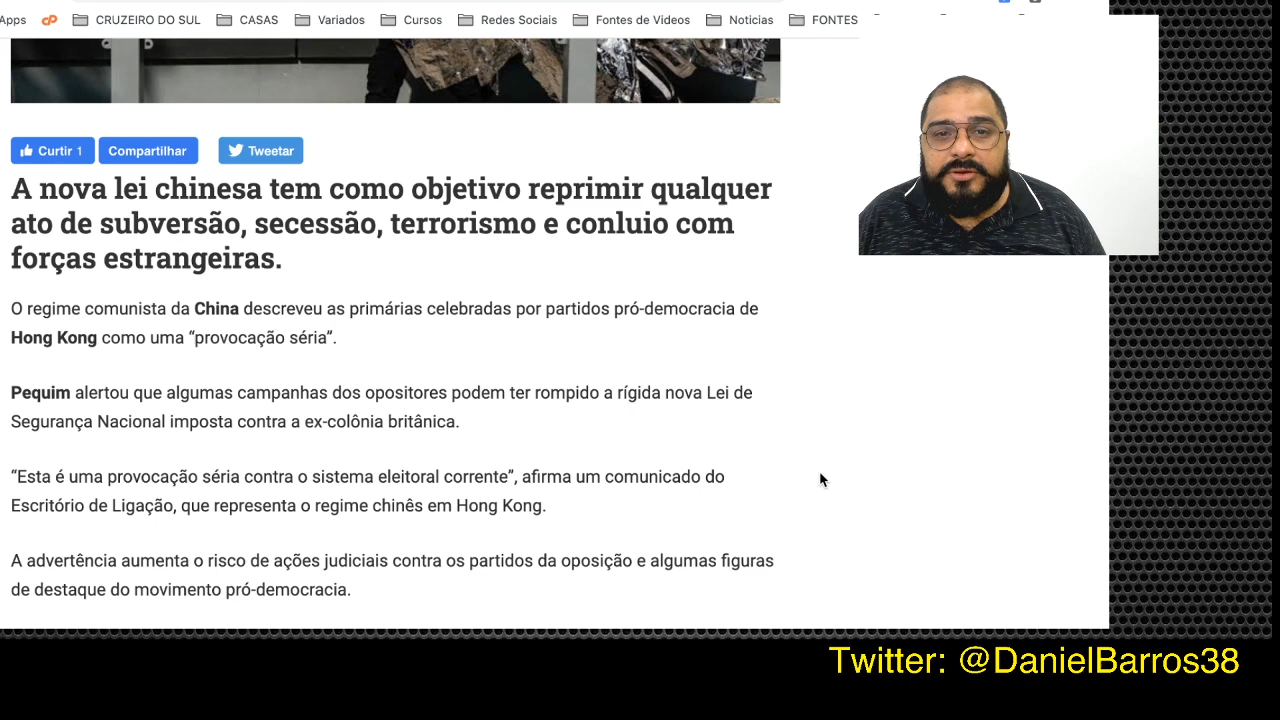 Apps CRUZEIRO DO SUL CASAS Variados Cursos Redes Sociais Fontes de Videos Noticias FONTES
Curtir 1 Compartilhar Tweetar
A nova lei chinesa tem como objetivo reprimir qualquer
ato de subversão, secessão, terrorismo e conluio com
forças estrangeiras.
O regime comunista da China descreveu as primárias celebradas por partidos pró-democracia de
Hong Kong como uma “provocação séria”.
Pequim alertou que algumas campanhas dos opositores podem ter rompido a rígida nova Lei de
Segurança Nacional imposta contra a ex-colônia britânica.
“Esta é uma provocação séria contra o sistema eleitoral corrente”, afirma um comunicado do
Escritório de Ligação, que representa o regime chinês em Hong Kong.
A advertência aumenta o risco de ações judiciais contra os partidos da oposição e algumas figuras
de destaque do movimento pró-democracia.
Twitter: @DanielBarros38